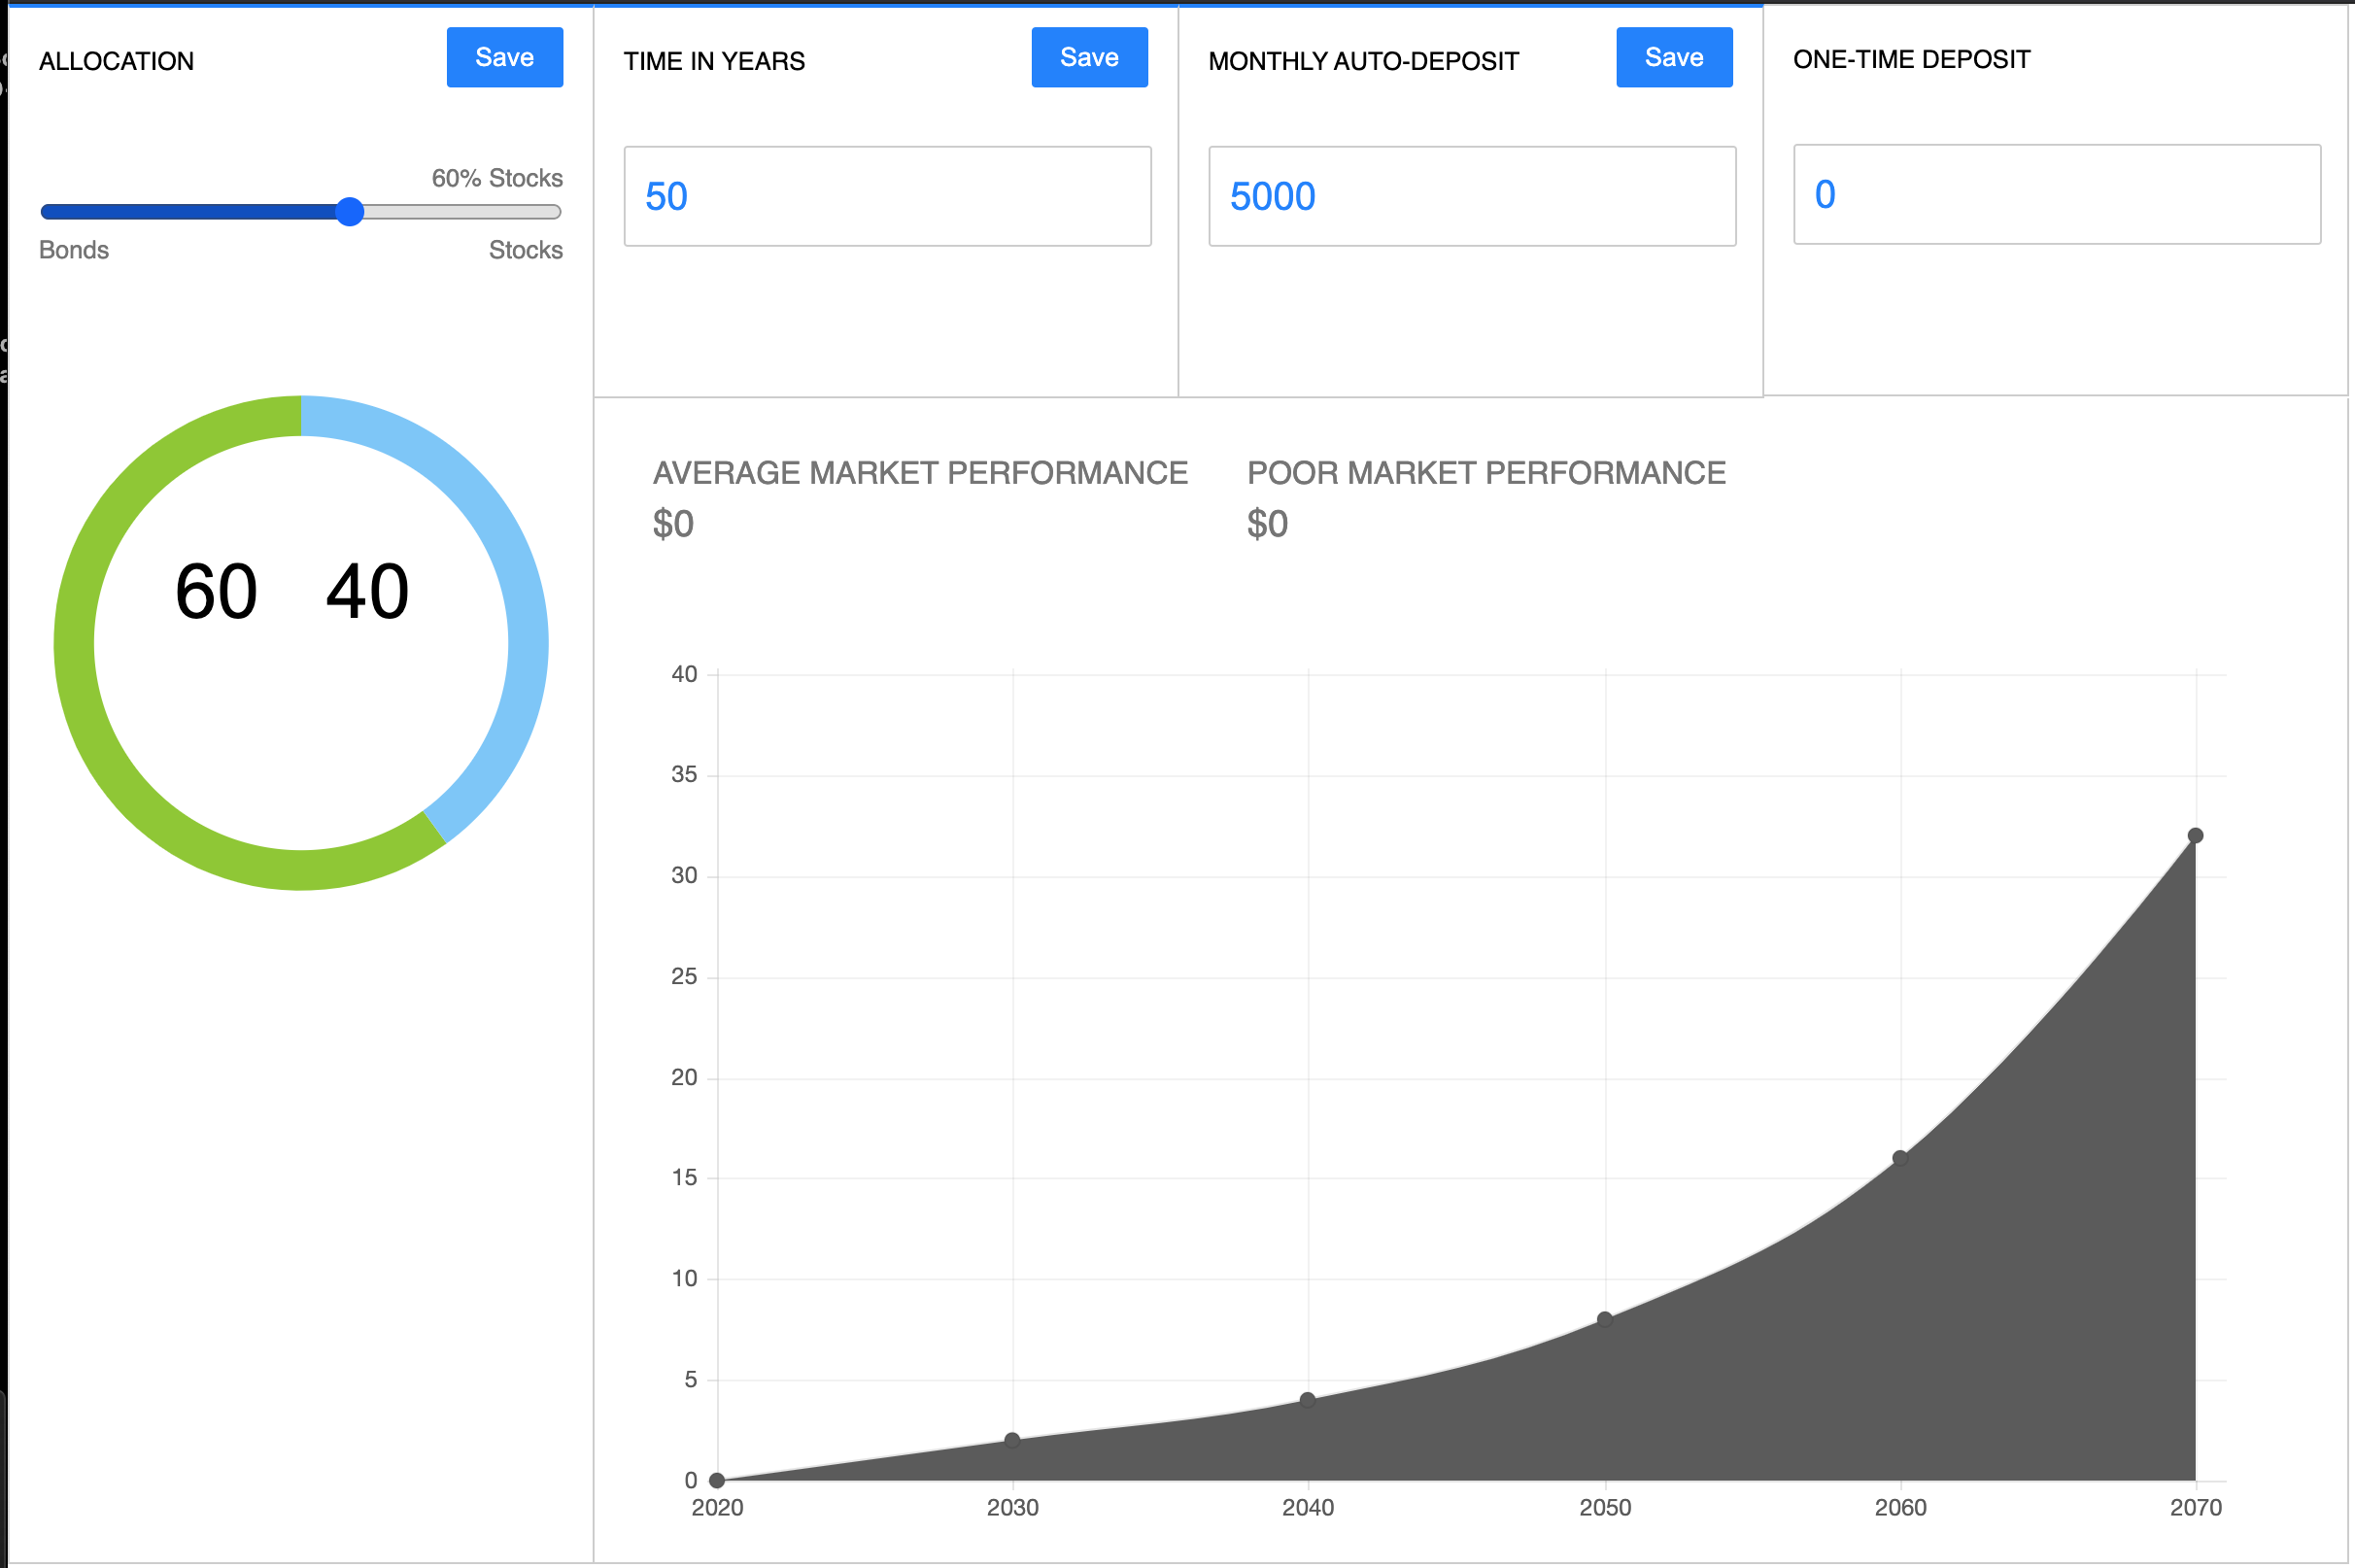 ALLOCATION
Save
60% Stocks
Bonds
Stocks
60 40
TIME IN YEARS
Save
50
MONTHLY AUTO-DEPOSIT
Save
5000
ONE-TIME DEPOSIT
0
AVERAGE MARKET PERFORMANCE
$0
POOR MARKET PERFORMANCE
$0
40
35
30
25
20
15
10
5
0
2020 2030 2040 2050 2060 2070